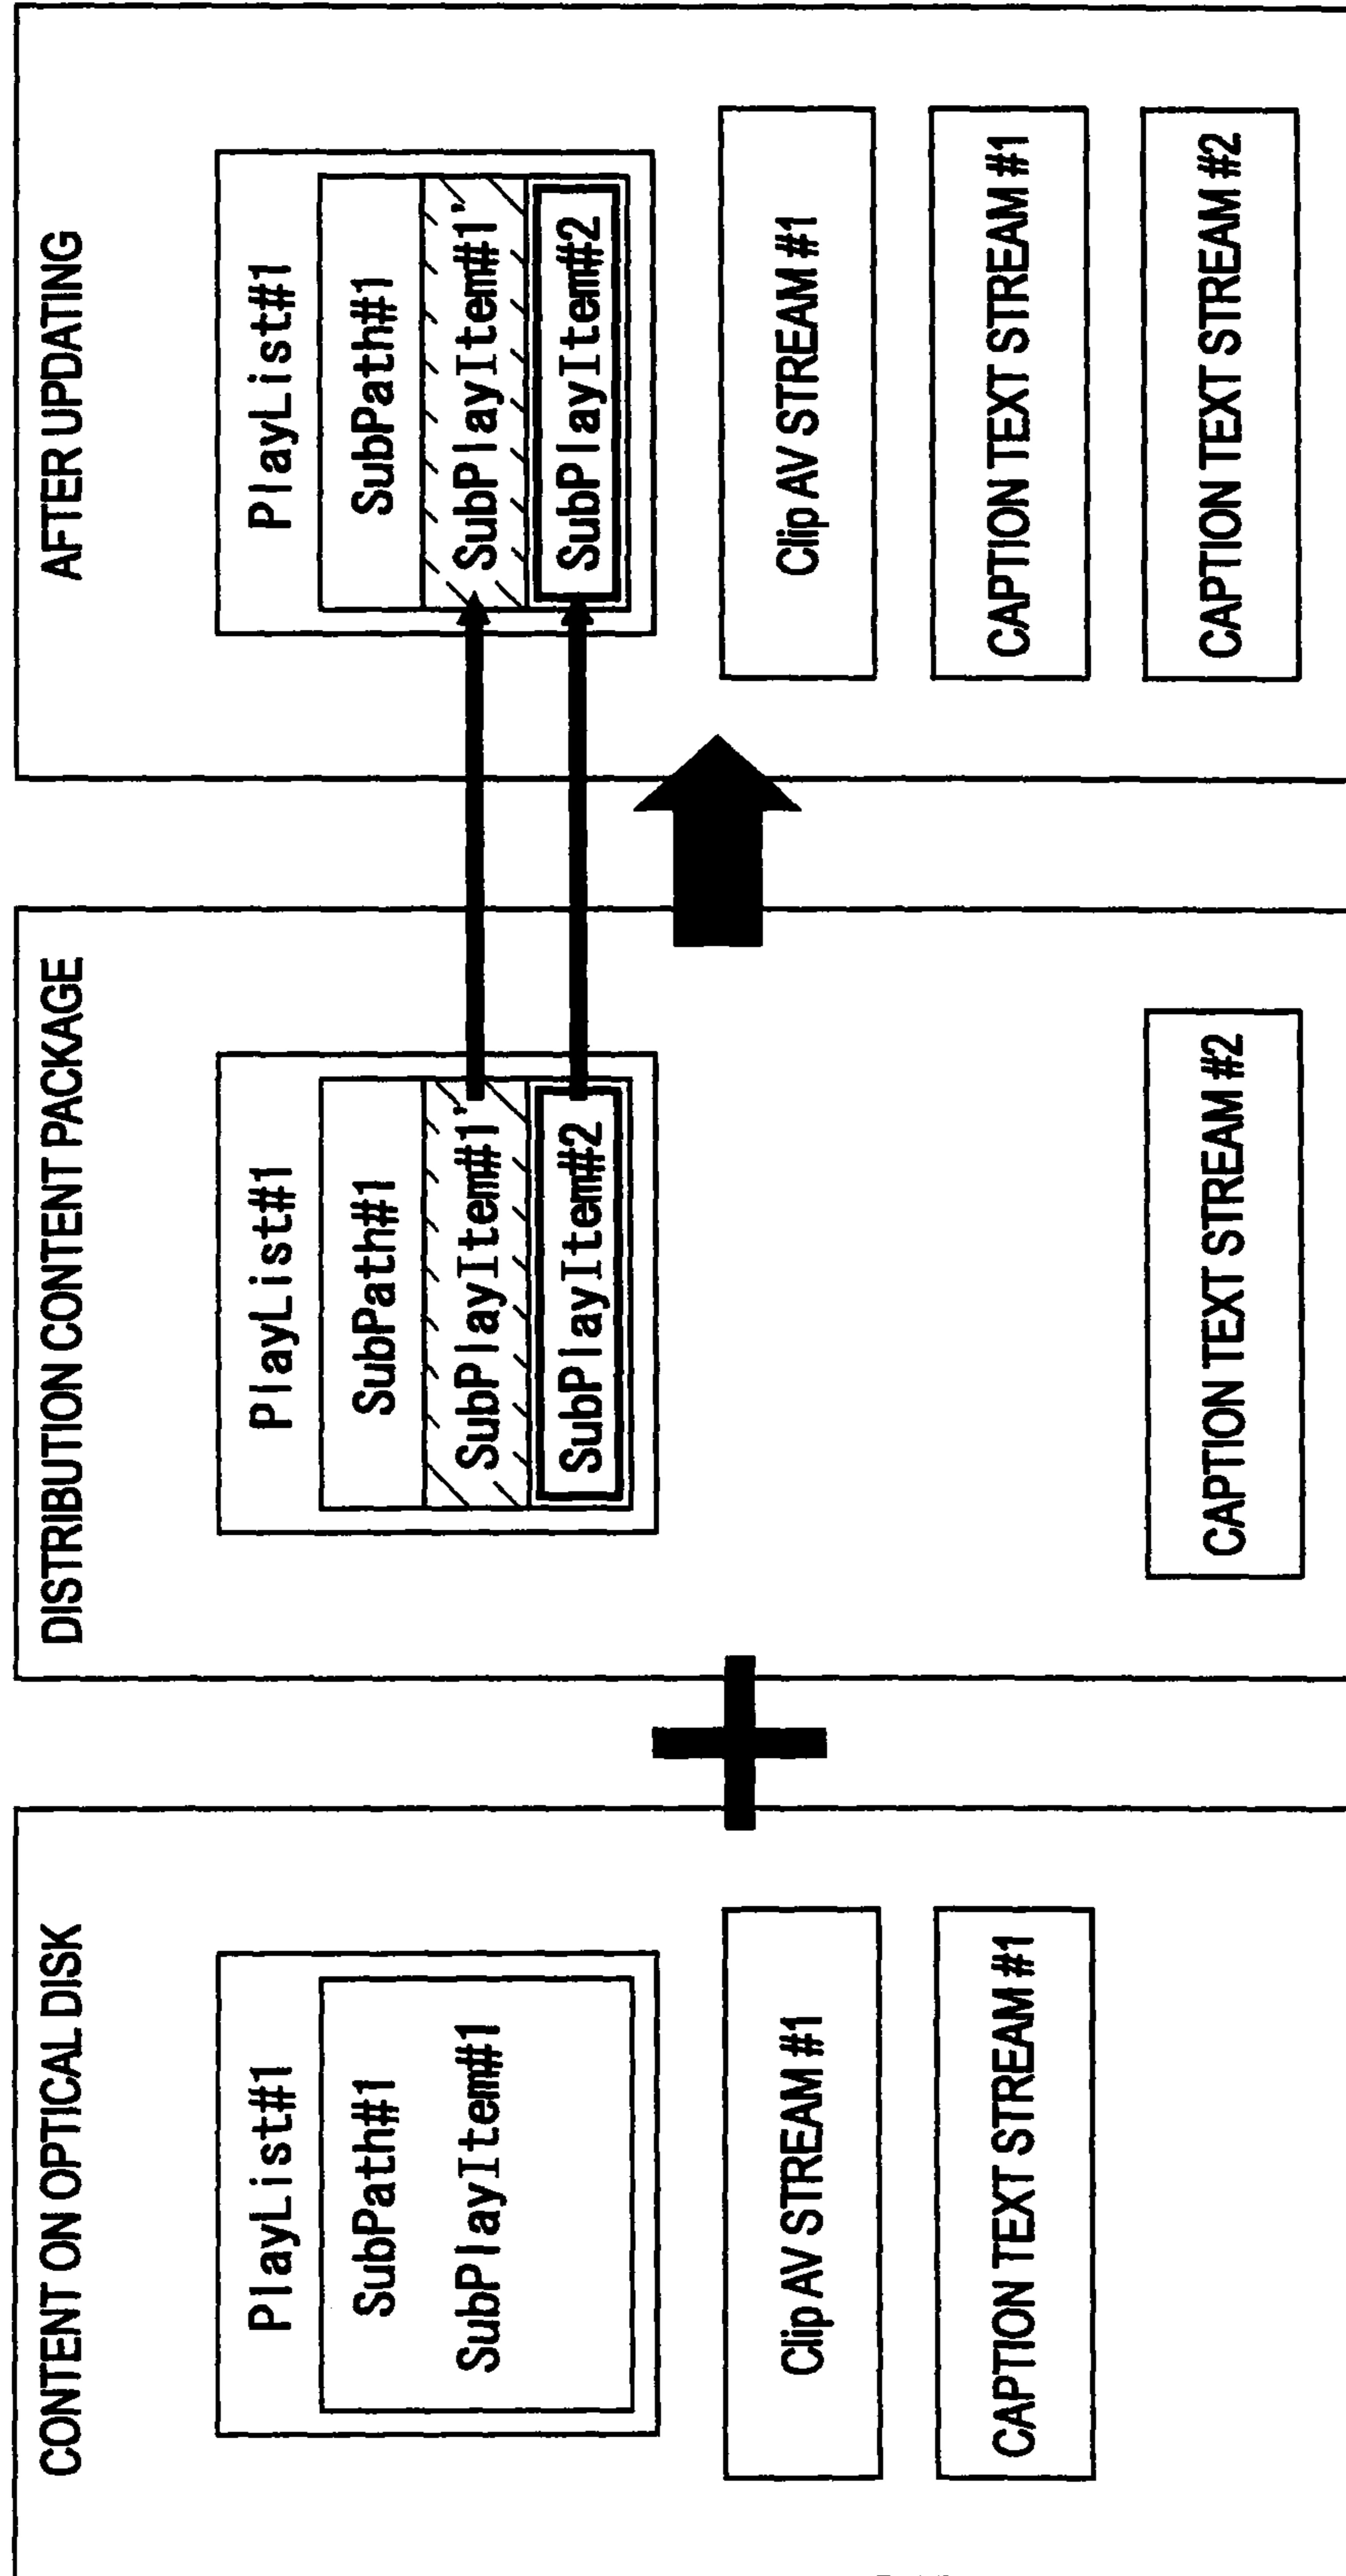 CONTENT ON OPTICAL DISK
PlayList#1
SubPath#1
SubPlayItem#1
Clip AV STREAM #1
CAPTION TEXT STREAM #1
DISTRIBUTION CONTENT PACKAGE
PlayList#1
SubPath#1
SubPlayItem#1'
SubPlayItem#2
CAPTION TEXT STREAM #2
AFTER UPDATING
PlayList#1
SubPath#1
SubPlayItem#1'
SubPlayItem#2
Clip AV STREAM #1
CAPTION TEXT STREAM #1
CAPTION TEXT STREAM #2